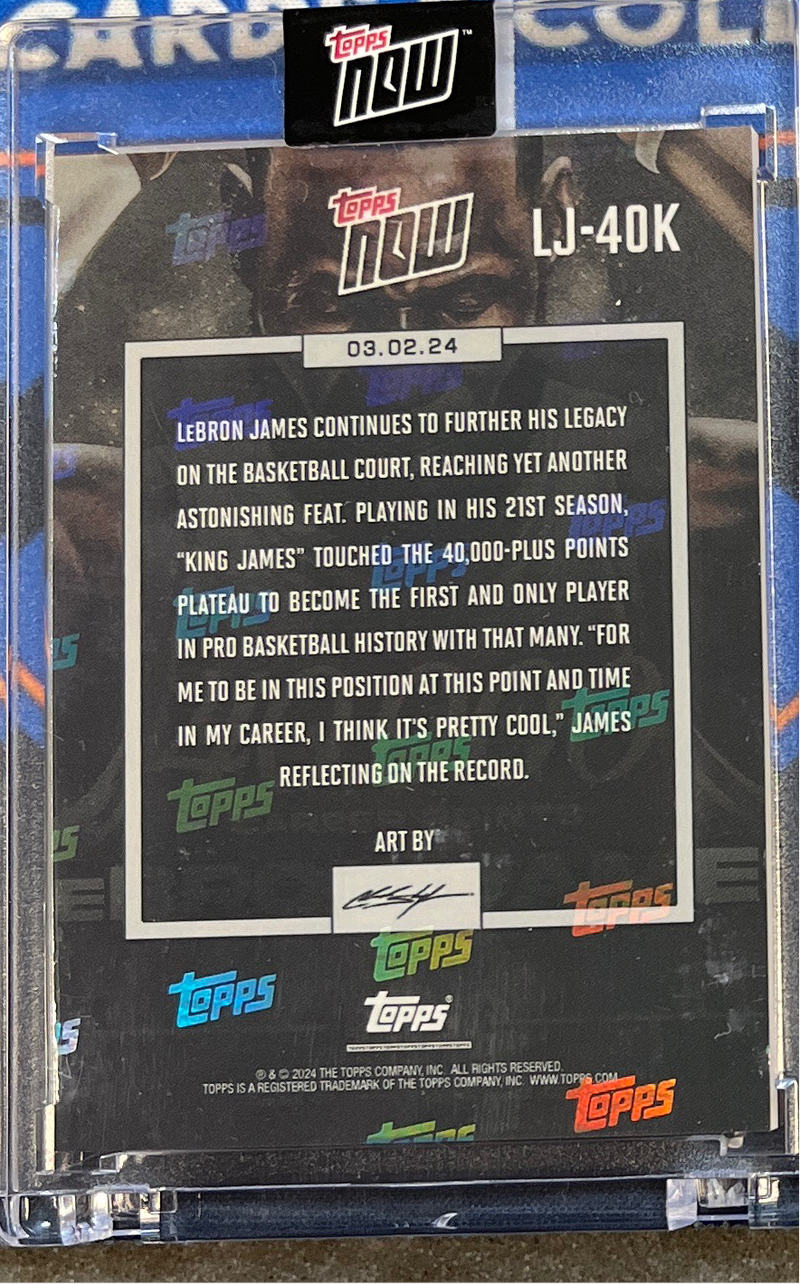 CARD COLL
TOPPS NOW™
TOPPS NOW
LJ-40K
03.02.24
LEBRON JAMES CONTINUES TO FURTHER HIS LEGACY
ON THE BASKETBALL COURT, REACHING YET ANOTHER
ASTONISHING FEAT. PLAYING IN HIS 21ST SEASON,
“KING JAMES” TOUCHED THE 40,000-PLUS POINTS
PLATEAU TO BECOME THE FIRST AND ONLY PLAYER
IN PRO BASKETBALL HISTORY WITH THAT MANY. “FOR
ME TO BE IN THIS POSITION AT THIS POINT AND TIME
IN MY CAREER, I THINK IT'S PRETTY COOL,” JAMES
REFLECTING ON THE RECORD.
ART BY
TOPPS
TOPPS
TOPPS
TOPPS®
® & © 2024 THE TOPPS COMPANY, INC. ALL RIGHTS RESERVED.
TOPPS IS A REGISTERED TRADEMARK OF THE TOPPS COMPANY, INC. WWW.TOPPS.COM
TOPPS